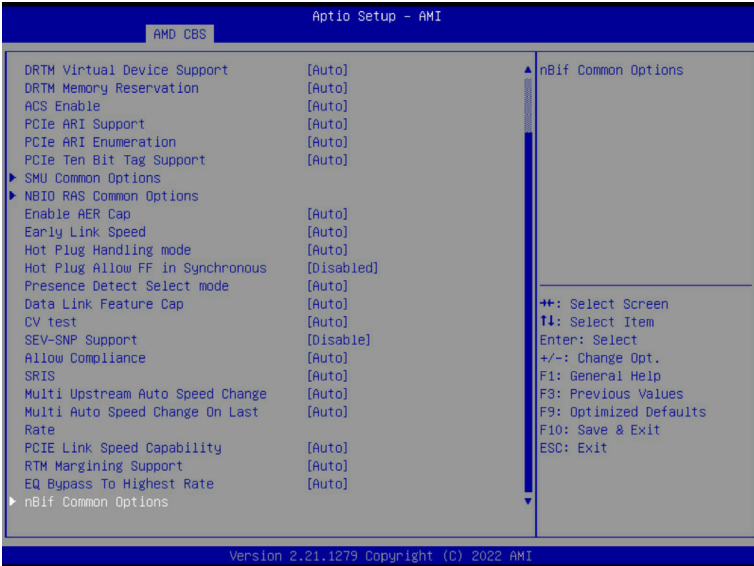 Aptio Setup - AMI
AMD CBS
DRTM Virtual Device Support [Auto]
DRTM Memory Reservation [Auto]
ACS Enable [Auto]
PCIe ARI Support [Auto]
PCIe ARI Enumeration [Auto]
PCIe Ten Bit Tag Support [Auto]
SMU Common Options
NBIO RAS Common Options
Enable AER Cap [Auto]
Early Link Speed [Auto]
Hot Plug Handling mode [Auto]
Hot Plug Allow FF in Synchronous [Disabled]
Presence Detect Select mode [Auto]
Data Link Feature Cap [Auto]
CV test [Auto]
SEV-SNP Support [Disable]
Allow Compliance [Auto]
SRIS [Auto]
Multi Upstream Auto Speed Change [Auto]
Multi Auto Speed Change On Last [Auto]
Rate
PCIE Link Speed Capability [Auto]
RTM Margining Support [Auto]
EQ Bypass To Highest Rate [Auto]
nBif Common Options
nBif Common Options
→←: Select Screen
↑↓: Select Item
Enter: Select
+/-: Change Opt.
F1: General Help
F3: Previous Values
F9: Optimized Defaults
F10: Save & Exit
ESC: Exit
Version 2.21.1279 Copyright (C) 2022 AMI